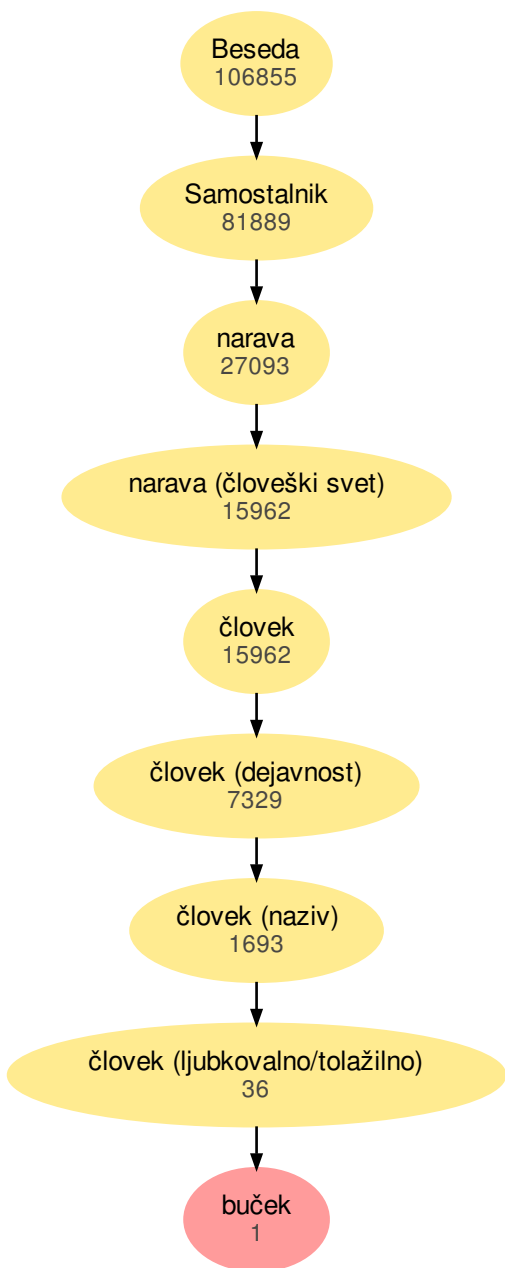 Beseda
106855
Samostalnik
81889
narava
27093
narava (človeški svet)
15962
človek
15962
človek (dejavnost)
7329
človek (naziv)
1693
človek (ljubkovalno/tolažilno)
36
buček
1